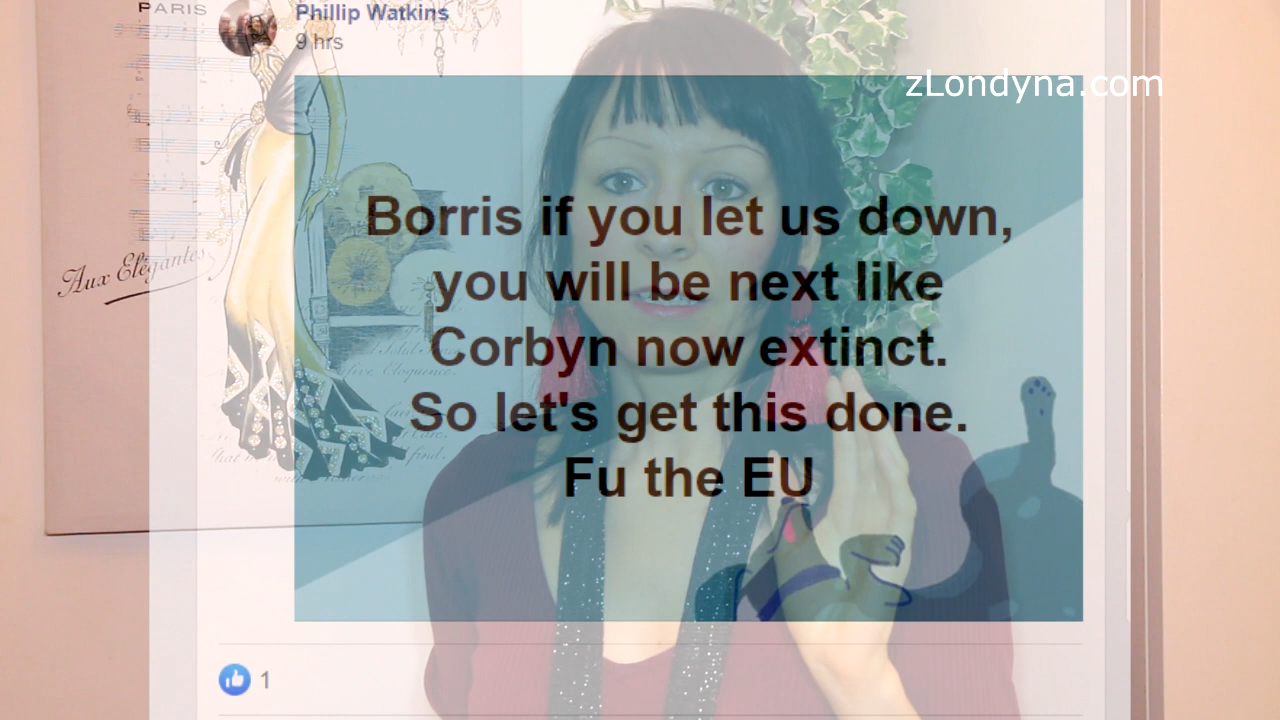 PARIS
Phillip Watkins
9 hrs
zLondyna.com
Borris if you let us down,
you will be next like
Corbyn now extinct.
So let's get this done.
Fu the EU
Aux Elégantes
find.
1